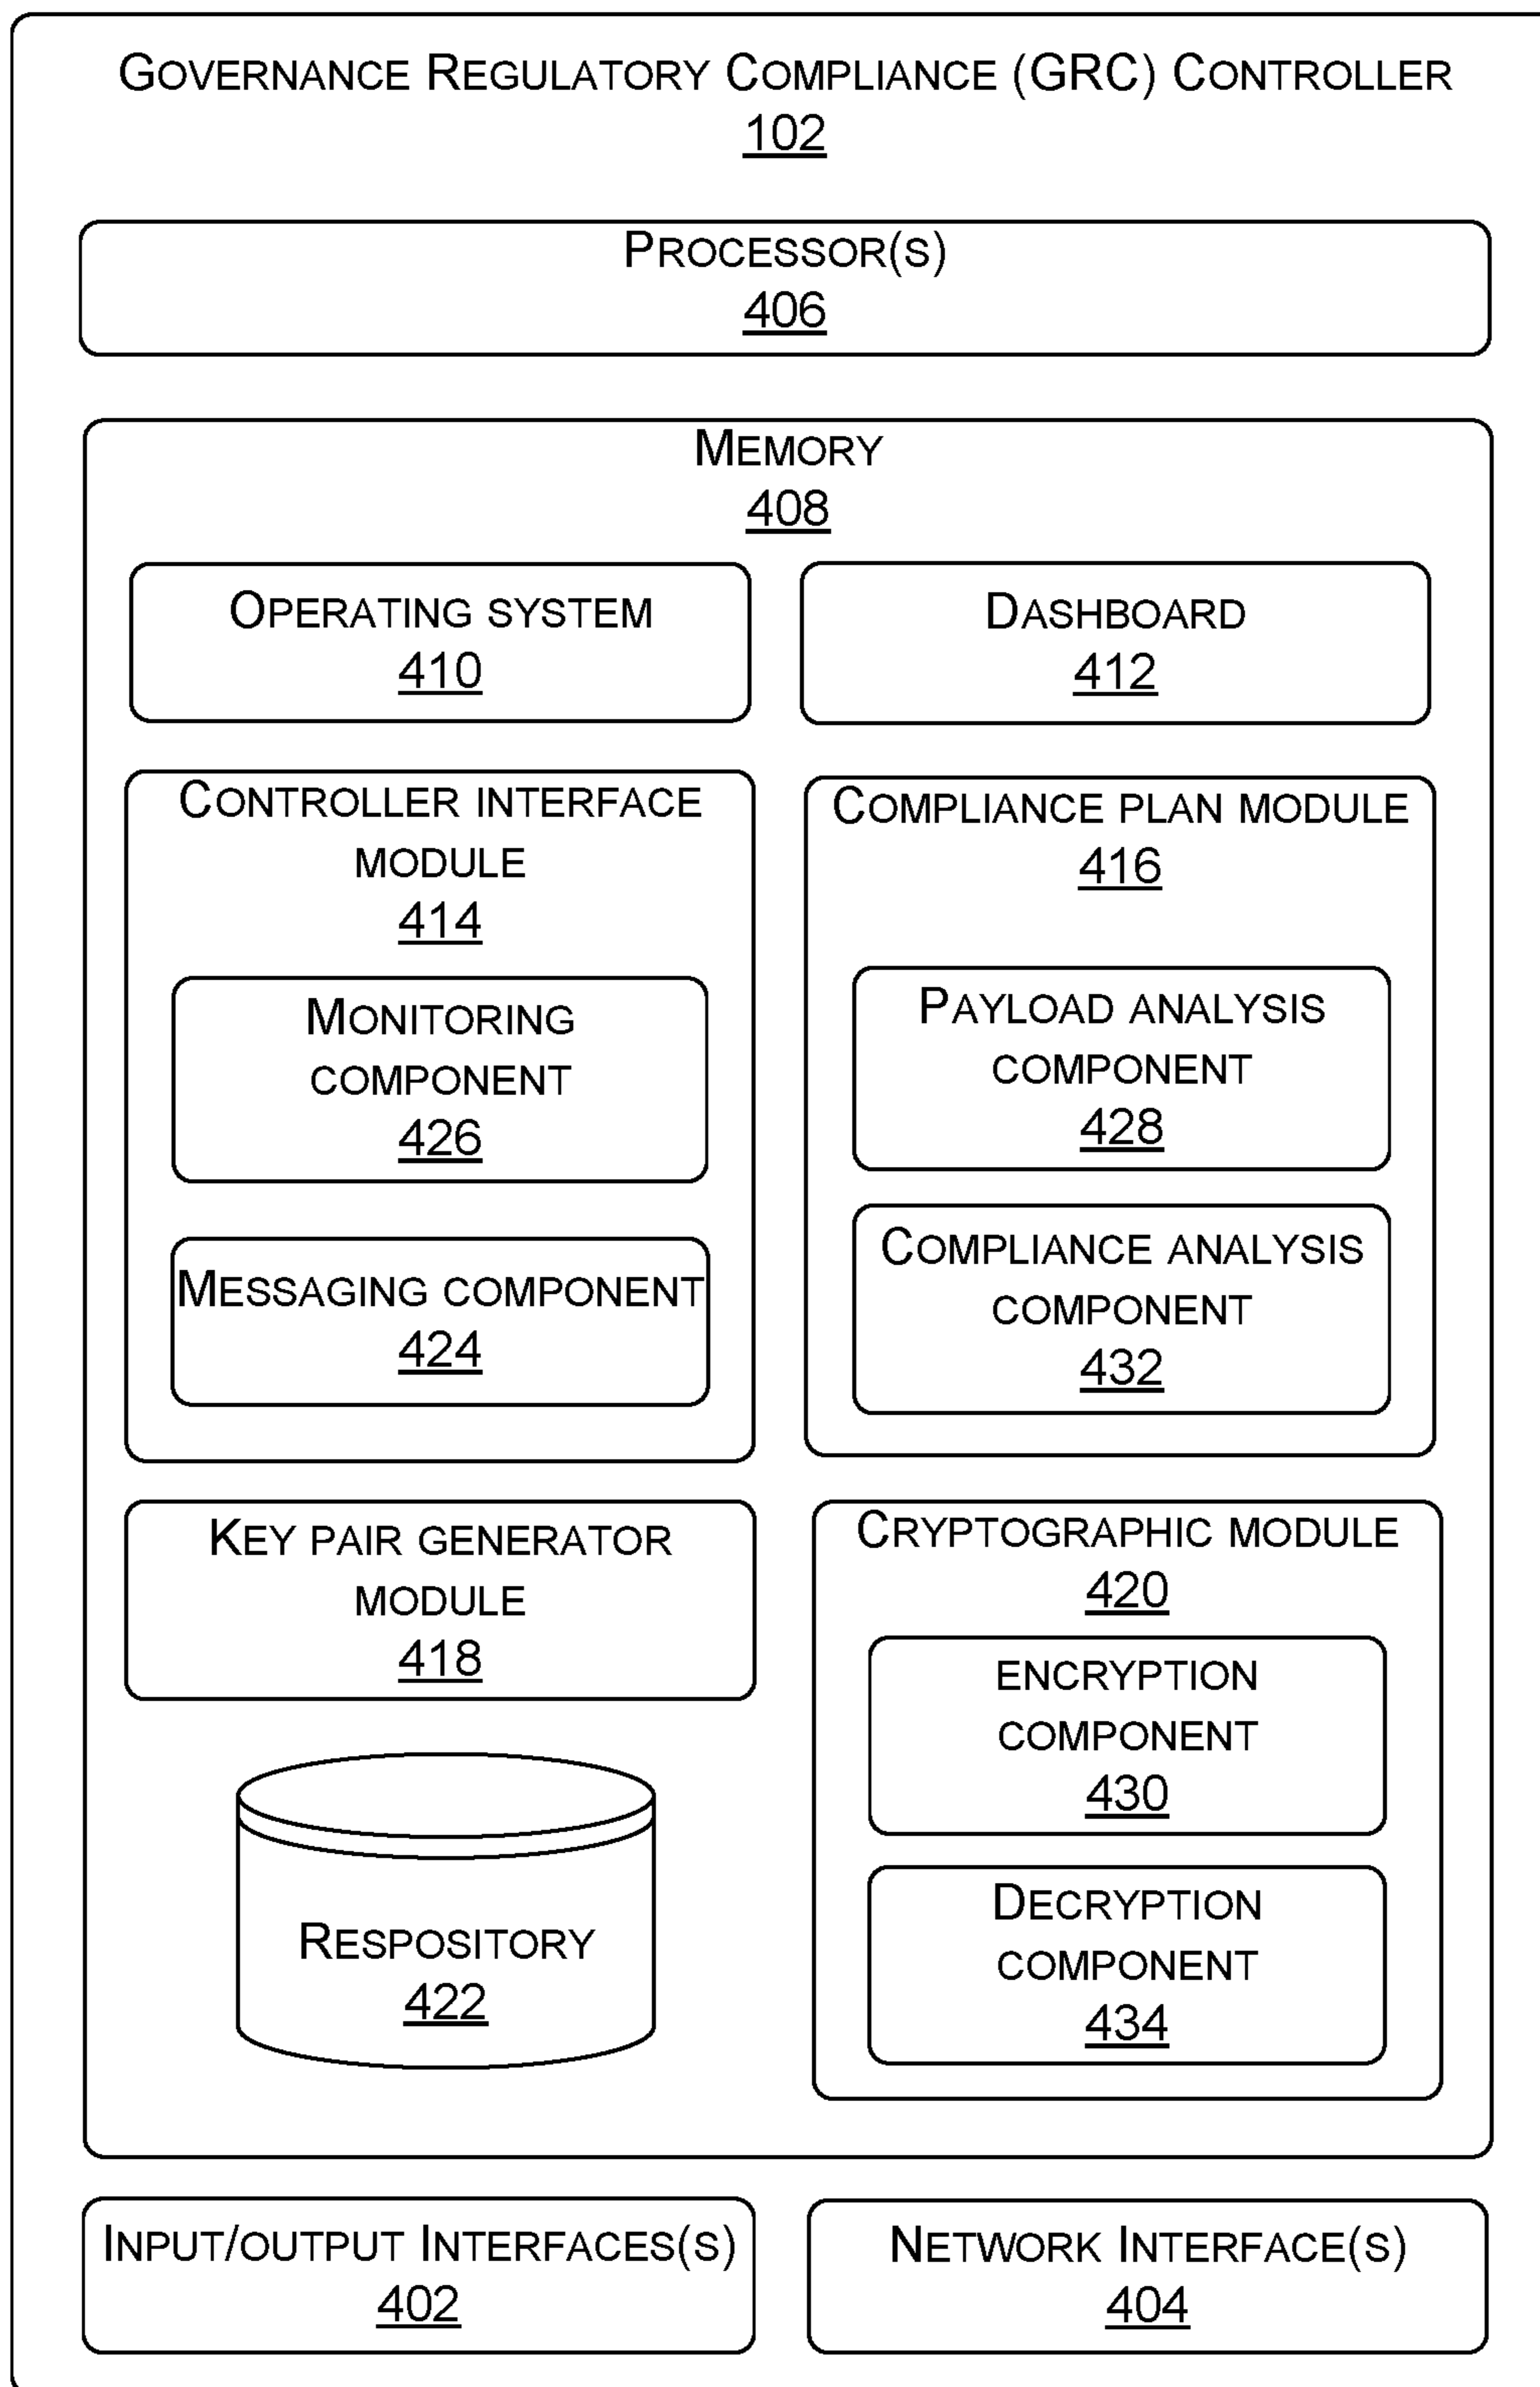 GOVERNANCE REGULATORY COMPLIANCE (GRC) CONTROLLER
102
PROCESSOR(S)
406
MEMORY
408
OPERATING SYSTEM
410
DASHBOARD
412
CONTROLLER INTERFACE
MODULE
414
MONITORING
COMPONENT
426
MESSAGING COMPONENT
424
COMPLIANCE PLAN MODULE
416
PAYLOAD ANALYSIS
COMPONENT
428
COMPLIANCE ANALYSIS
COMPONENT
432
KEY PAIR GENERATOR
MODULE
418
RESPOSITORY
422
CRYPTOGRAPHIC MODULE
420
ENCRYPTION
COMPONENT
430
DECRYPTION
COMPONENT
434
INPUT/OUTPUT INTERFACES(S)
402
NETWORK INTERFACE(S)
404